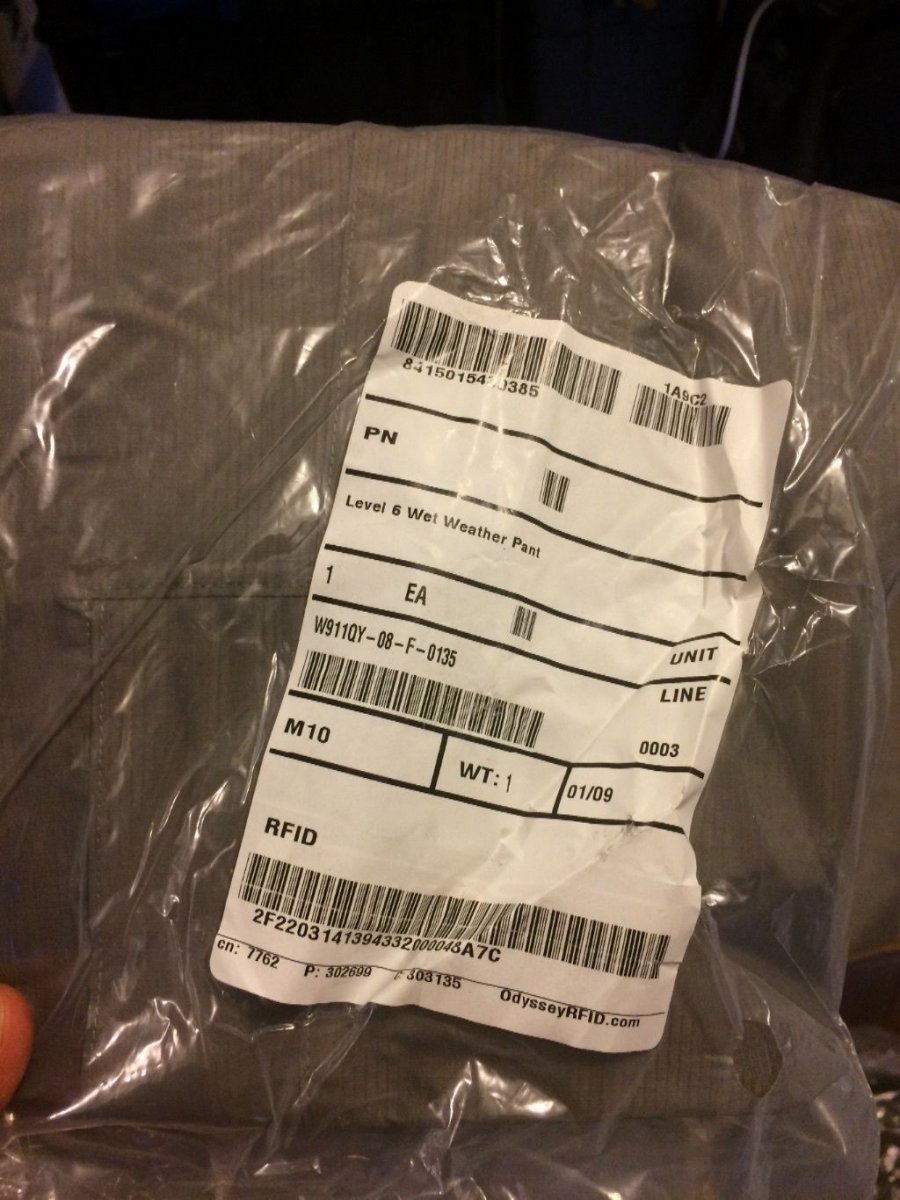 1A9C2
PN
Level 6 Wet Weather Pant
1 EA
UNIT
W911QY-08-F-0135
LINE
0003
M10
WT: 1
01/09
RFID
cn: 7762 P: 302699 303135 OdysseyRFID.com